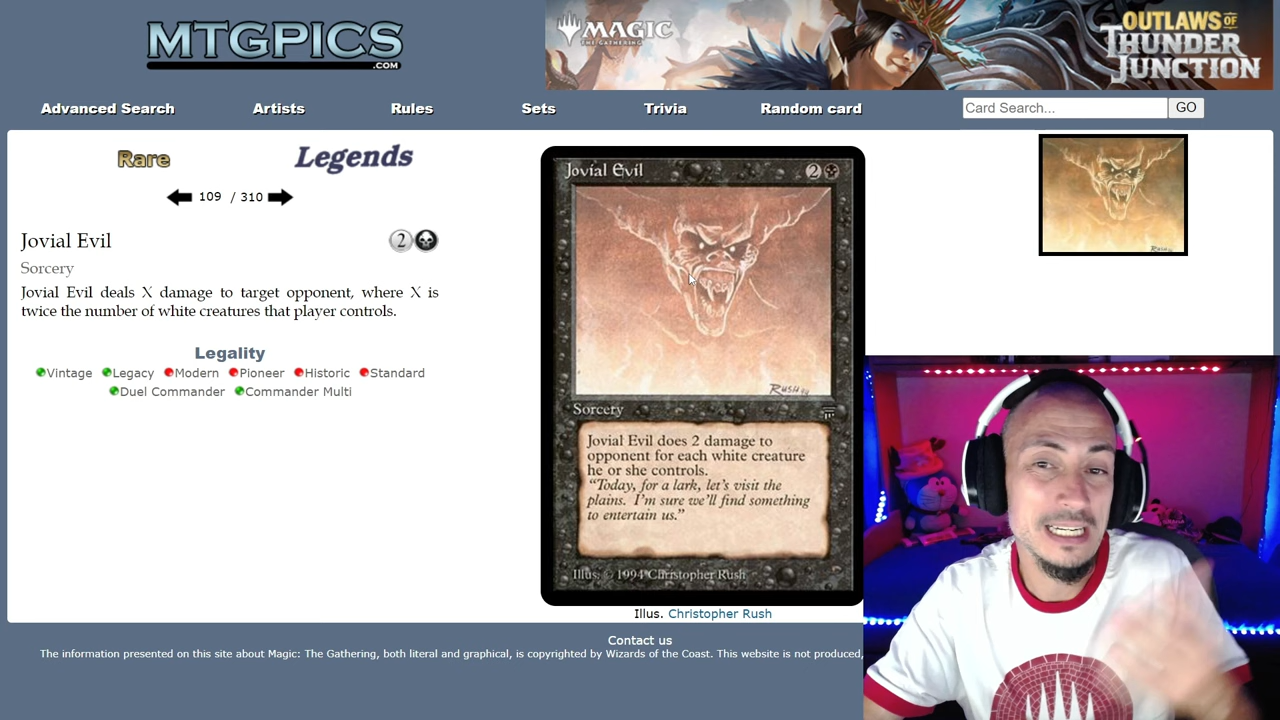 MTGPICS
.COM
MAGIC
THE GATHERING
OUTLAWS OF
THUNDER
JUNCTION
Advanced Search
Artists
Rules
Sets
Trivia
Random card
Card Search...
GO
Rare
Legends
109 / 310
Jovial Evil
2
Sorcery
Jovial Evil deals X damage to target opponent, where X is
twice the number of white creatures that player controls.
Legality
Vintage Legacy Modern Pioneer Historic Standard
Duel Commander Commander Multi
Jovial Evil
2
RUSH 94
Sorcery
Jovial Evil does 2 damage to
opponent for each white creature
he or she controls.
“Today, for a lark, let's visit the
plains. I'm sure we'll find something
to entertain us.”
Illus. © 1994 Christopher Rush
Illus. Christopher Rush
RUSH
Contact us
The information presented on this site about Magic: The Gathering, both literal and graphical, is copyrighted by Wizards of the Coast. This website is not produced,